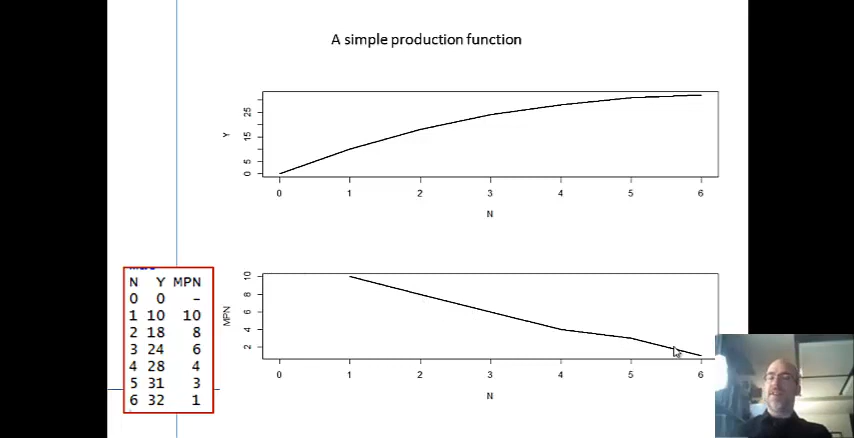 A simple production function
25
15
5
0
Y
0 1 2 3 4 5 6
N
10
8
6
4
2
MPN
0 1 2 3 4 5 6
N
N Y MPN
0 0 –
1 10 10
2 18 8
3 24 6
4 28 4
5 31 3
6 32 1